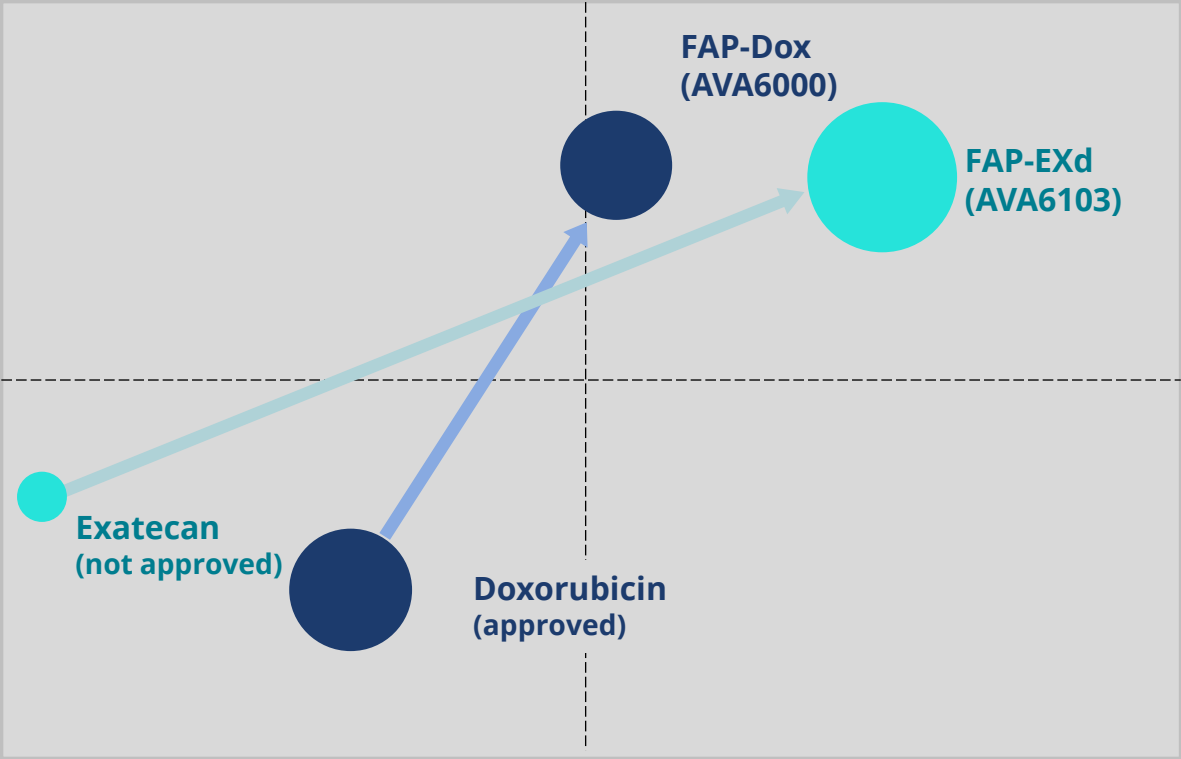 FAP-Dox
(AVA6000)
FAP-EXd
(AVA6103)
Exatecan
(not approved)
Doxorubicin
(approved)